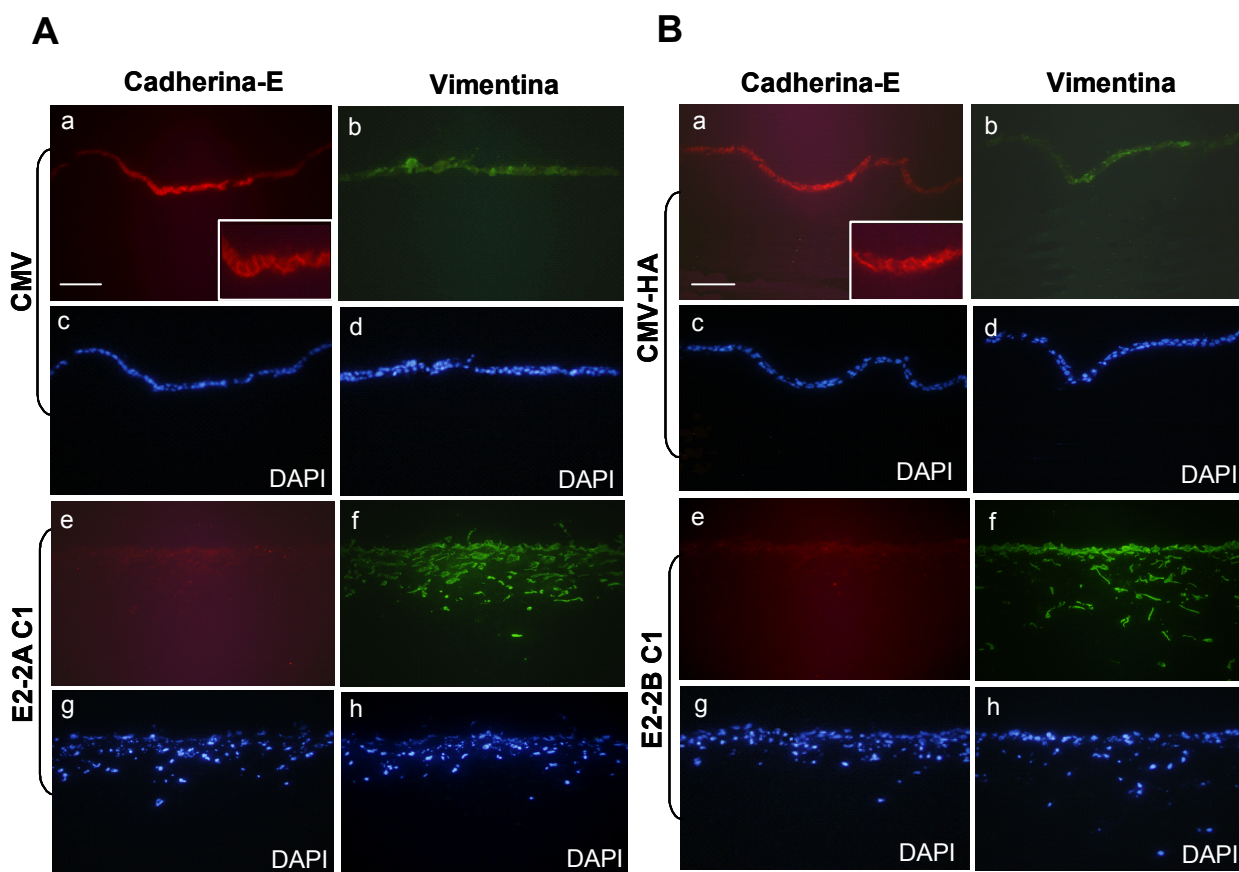 A
Cadherina-E Vimentina
CMV
a b
c d
DAPI DAPI
E2-2A C1
e f
g h
DAPI DAPI
B
Cadherina-E Vimentina
CMV-HA
a b
c d
DAPI DAPI
E2-2B C1
e f
g h
DAPI DAPI